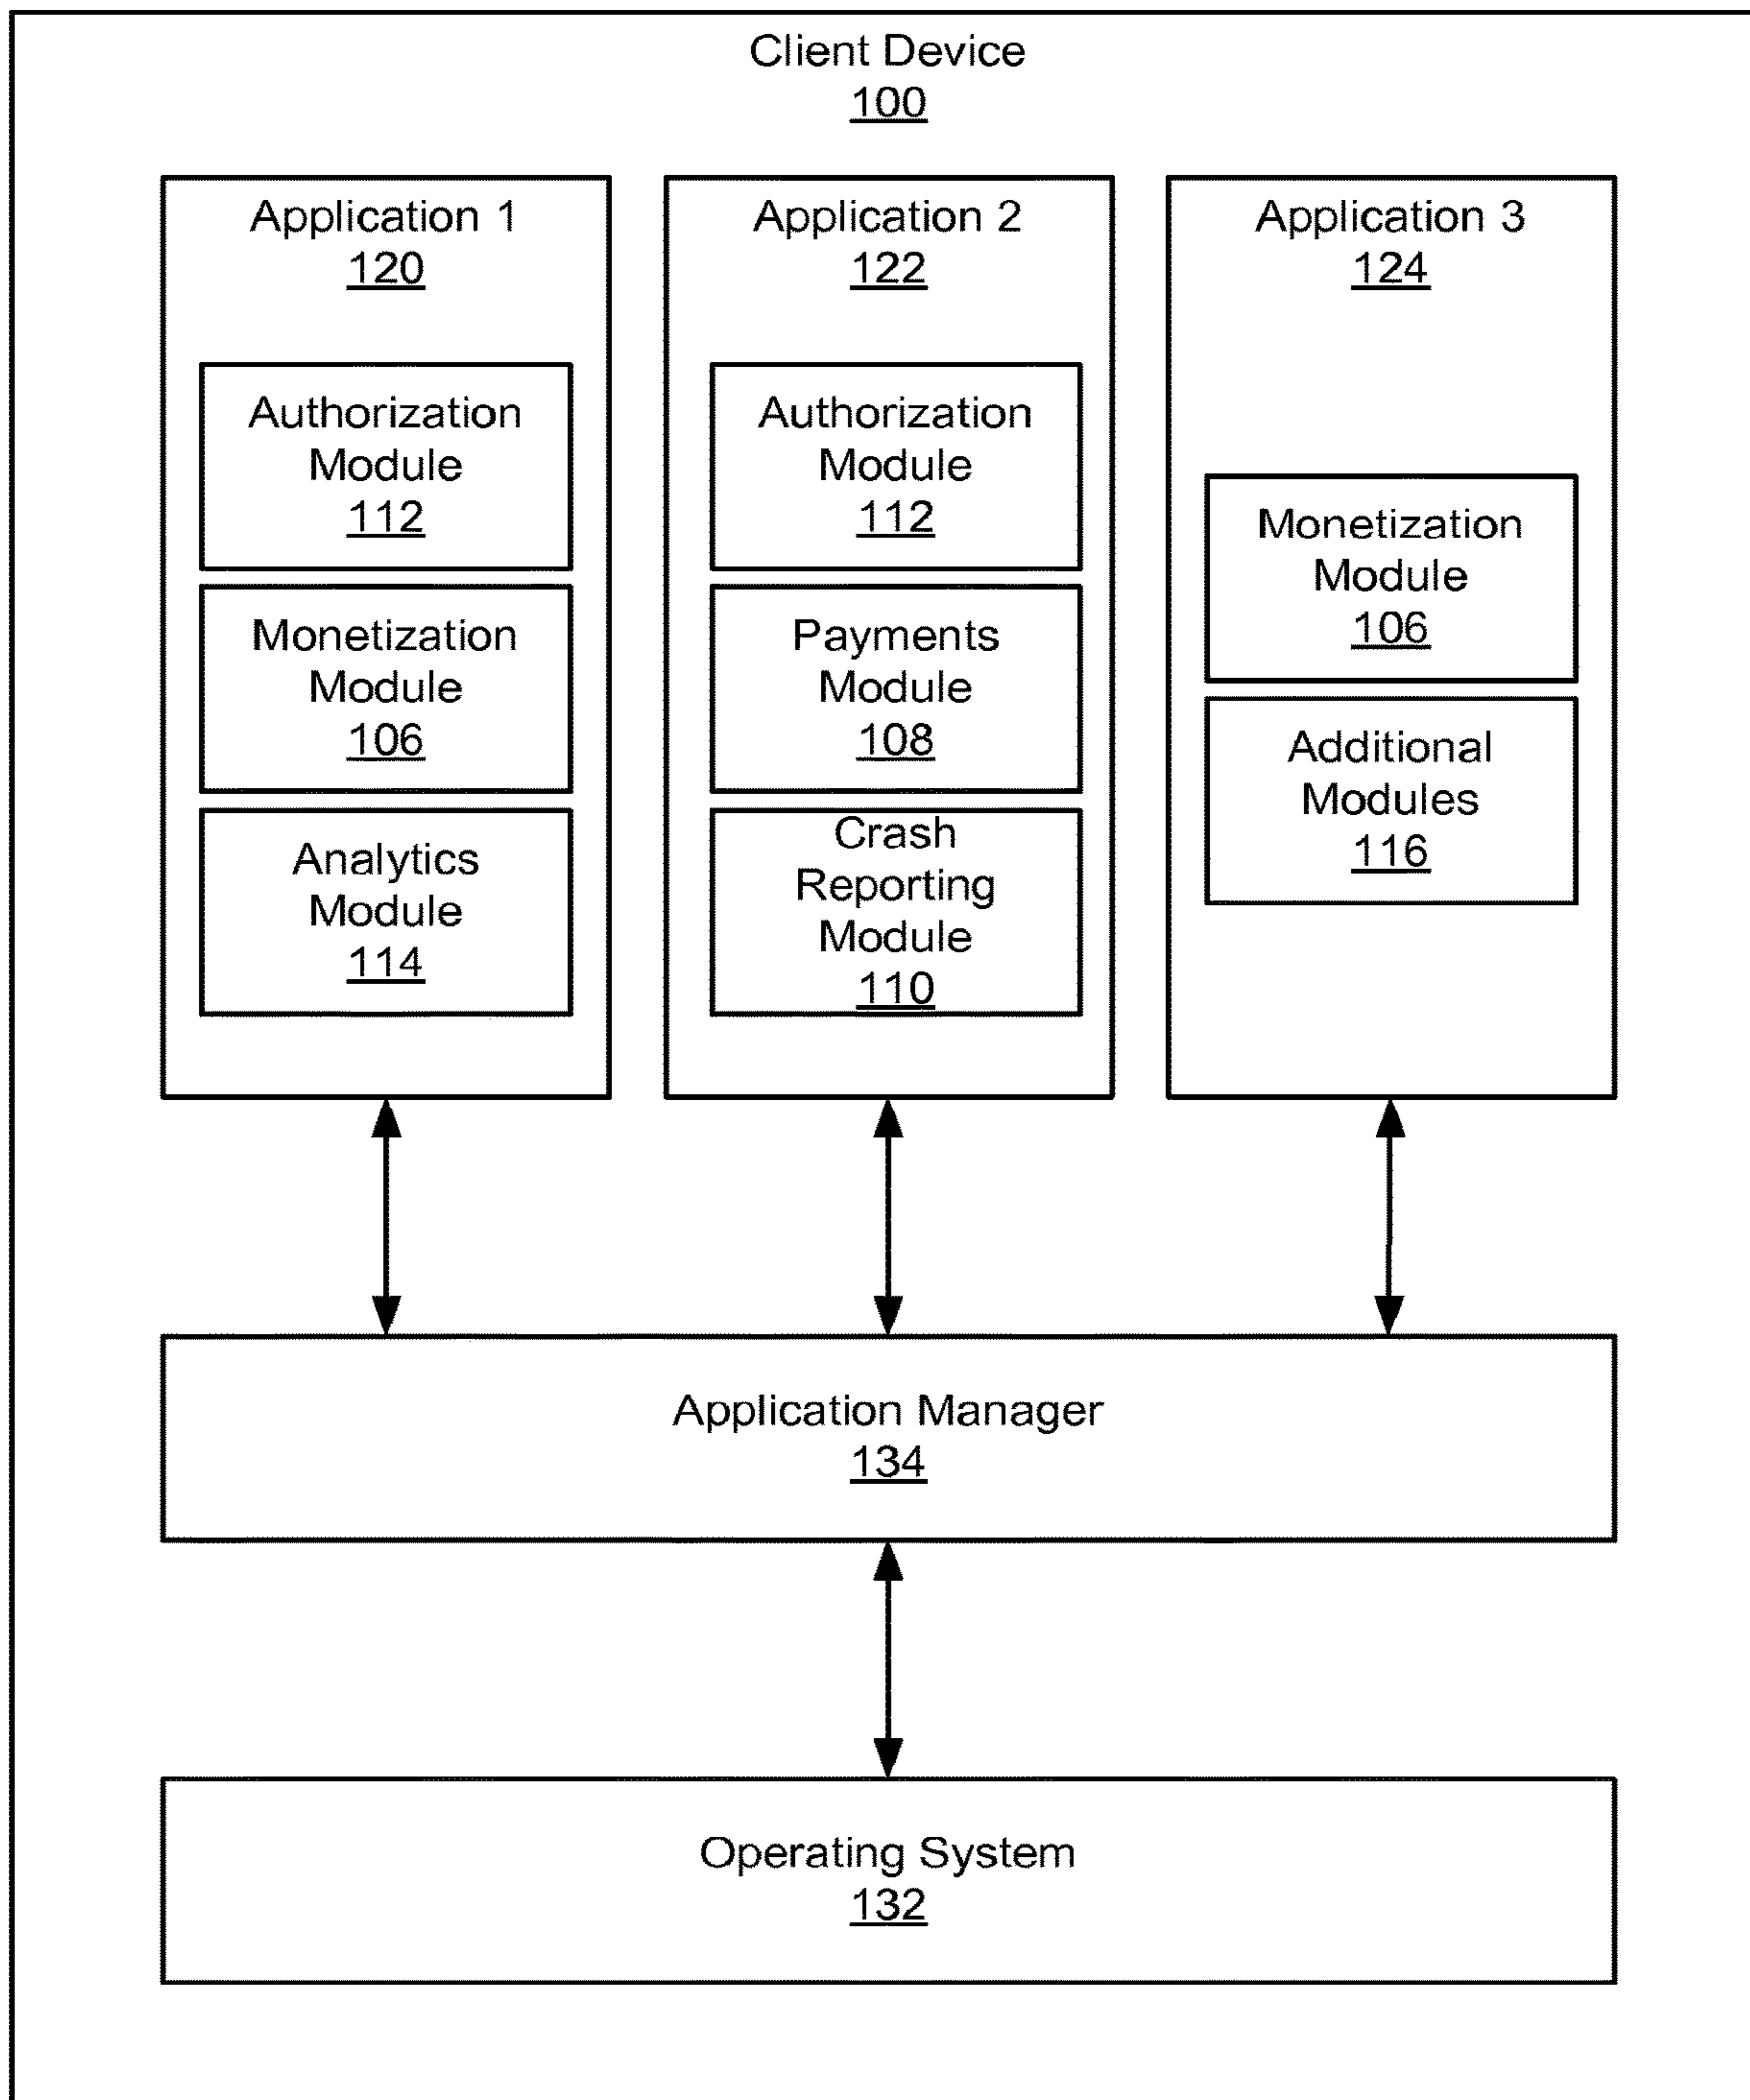 Client Device
100
Application 1
120
Authorization
Module
112
Monetization
Module
106
Analytics
Module
114
Application 2
122
Authorization
Module
112
Payments
Module
108
Crash
Reporting
Module
110
Application 3
124
Monetization
Module
106
Additional
Modules
116
Application Manager
134
Operating System
132